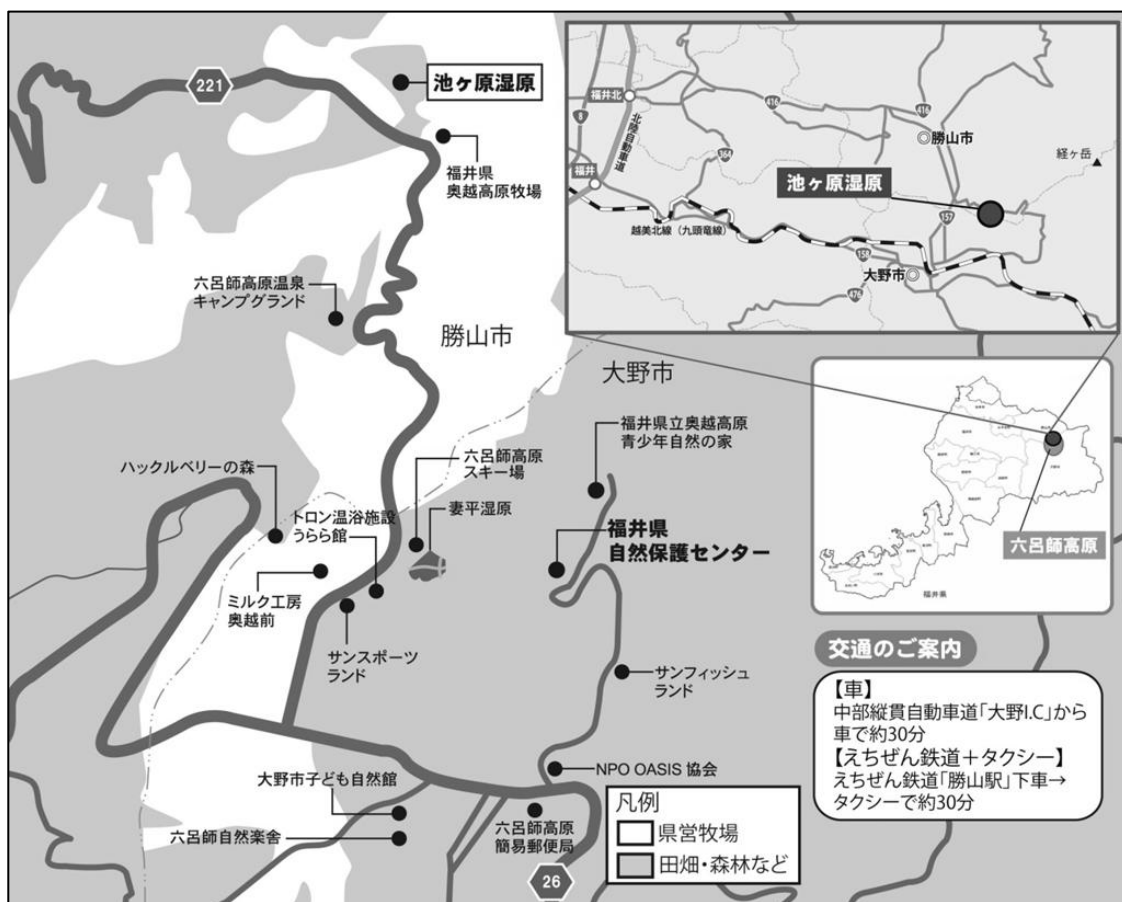 221
池ヶ原湿原
福井県
奥越高原牧場
六呂師高原温泉
キャンプグランド
勝山市
大野市
福井県立奥越高原
青少年自然の家
六呂師高原
スキー場
ハックルベリーの森
トロン温浴施設
うらら館
妻平湿原
福井県
自然保護センター
ミルク工房
奥越前
サンスポーツ
ランド
サンフィッシュ
ランド
NPO OASIS 協会
大野市子ども自然館
六呂師自然楽舎
六呂師高原
簡易郵便局
26
凡例
県営牧場
田畑・森林など
福井北
8
北陸自動車道
416
416
勝山市
経ヶ岳
福井
364
池ヶ原湿原
越美北線（九頭竜線）
157
158
大野市
476
六呂師高原
福井県
交通のご案内
【車】
中部縦貫自動車道「大野I.C」から
車で約30分
【えちぜん鉄道＋タクシー】
えちぜん鉄道「勝山駅」下車→
タクシーで約30分